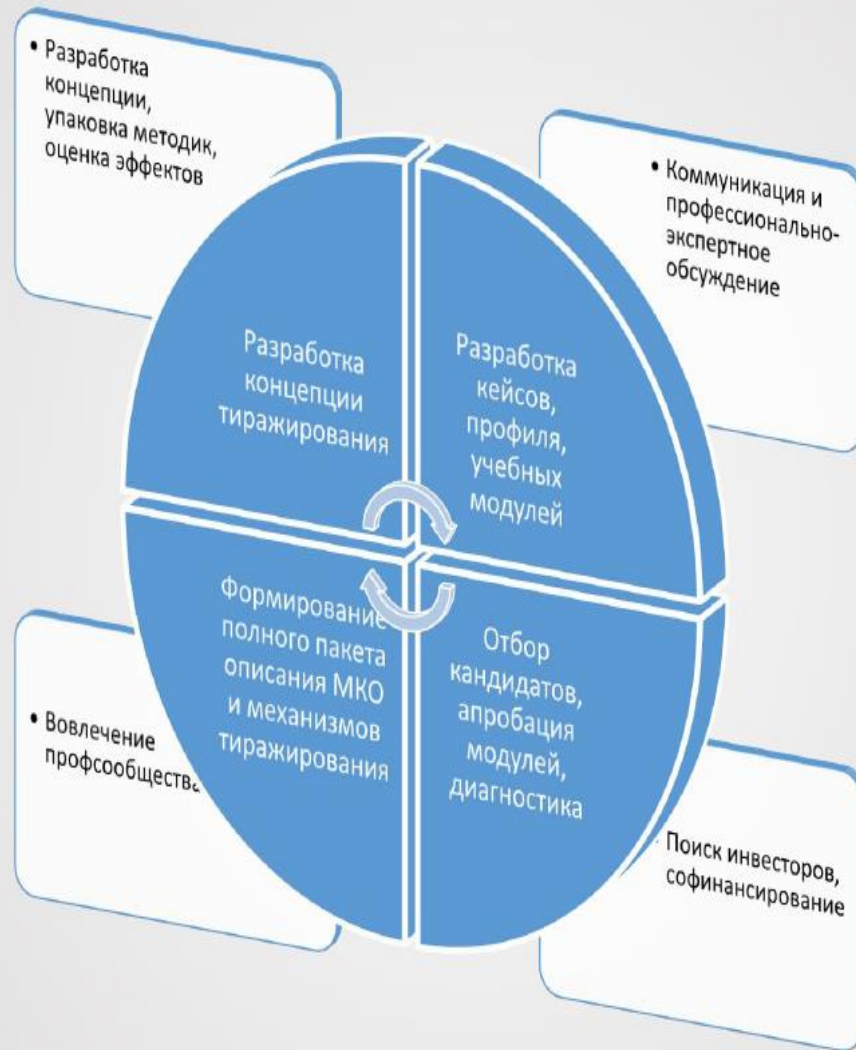 • Разработка
концепции,
упаковка методик,
оценка эффектов
• Коммуникация и
профессионально-
экспертное
обсуждение
Разработка
концепции
тиражирования
Разработка
кейсов,
профиля,
учебных
модулей
Формирование
полного пакета
описания МКО
и механизмов
тиражирования
Отбор
кандидатов,
апробация
модулей,
диагностика
• Вовлечение
профсообщества
Поиск инвесторов,
софинансирование